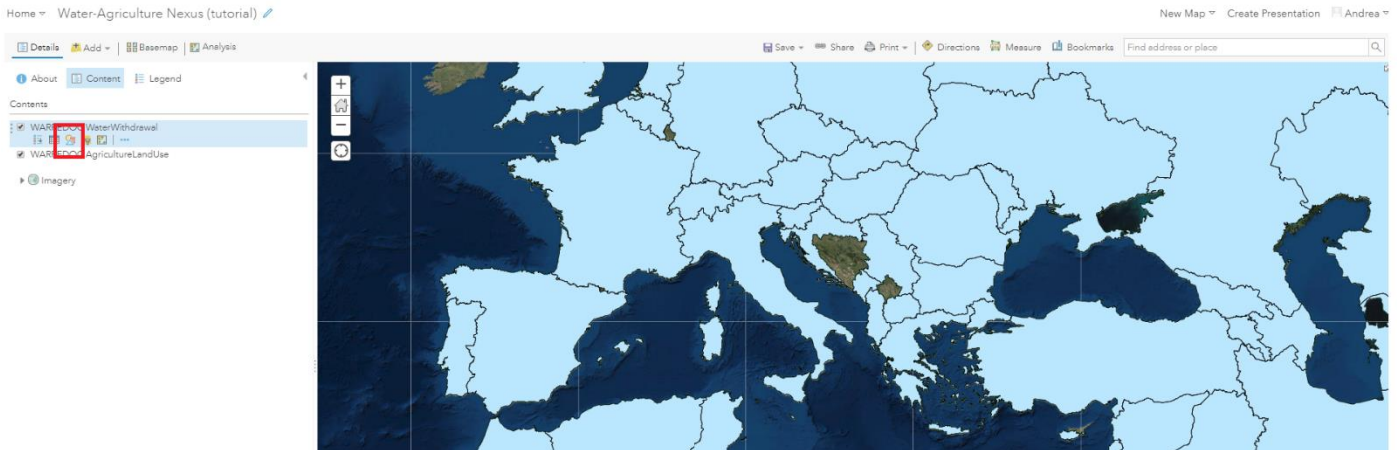 Home Water-Agriculture Nexus (tutorial) New Map Create Presentation Andrea
Details Add Basemap Analysis Save Share Print Directions Measure Bookmarks Find address or place
About Content Legend
Contents
WaterWithdrawal
AgricultureLandUse
Imagery